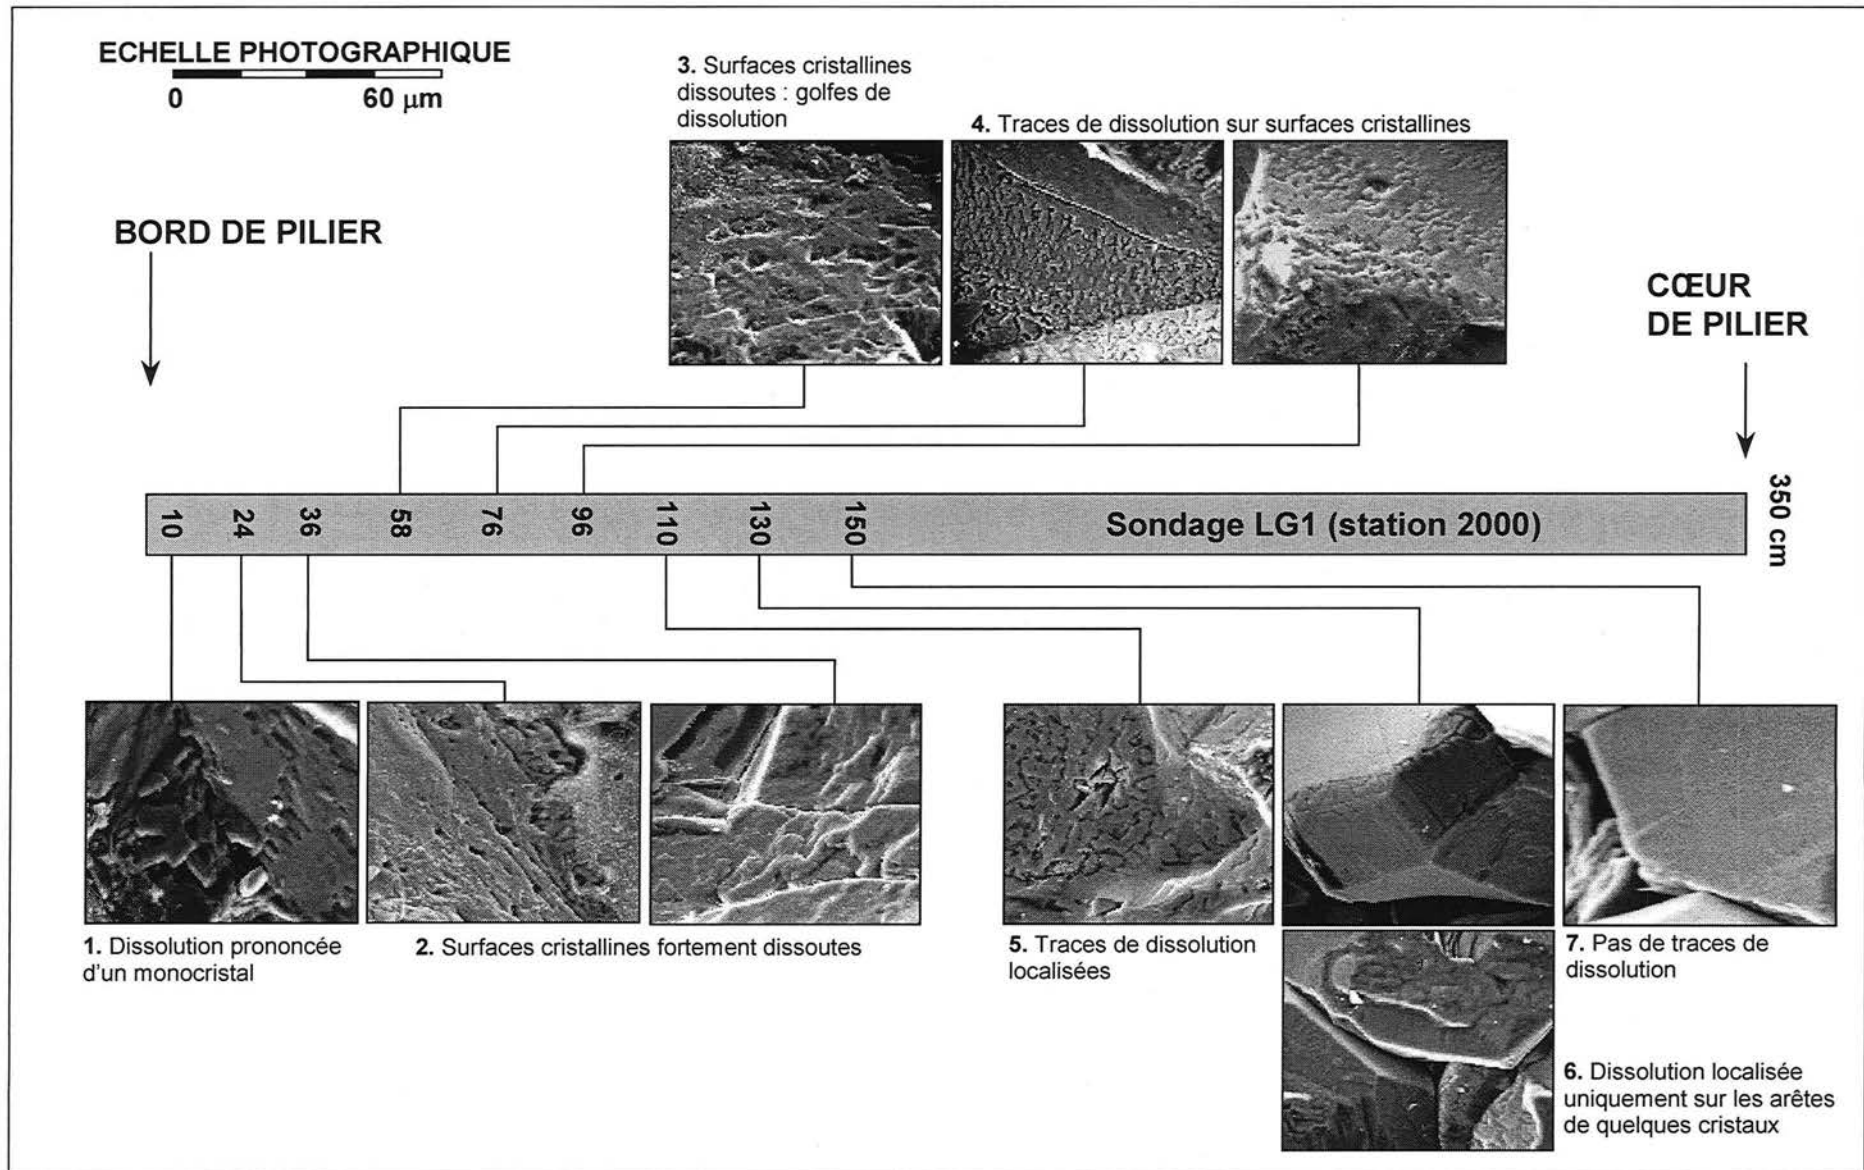 ECHELLE PHOTOGRAPHIQUE
0 60 µm
BORD DE PILIER
3. Surfaces cristallines
dissoutes : golfes de
dissolution
4. Traces de dissolution sur surfaces cristallines
CŒUR
DE PILIER
10 24 36 58 76 96 110 130 150
Sondage LG1 (station 2000)
350 cm
1. Dissolution prononcée
d'un monocristal
2. Surfaces cristallines fortement dissoutes
5. Traces de dissolution
localisées
7. Pas de traces de
dissolution
6. Dissolution localisée
uniquement sur les arêtes
de quelques cristaux